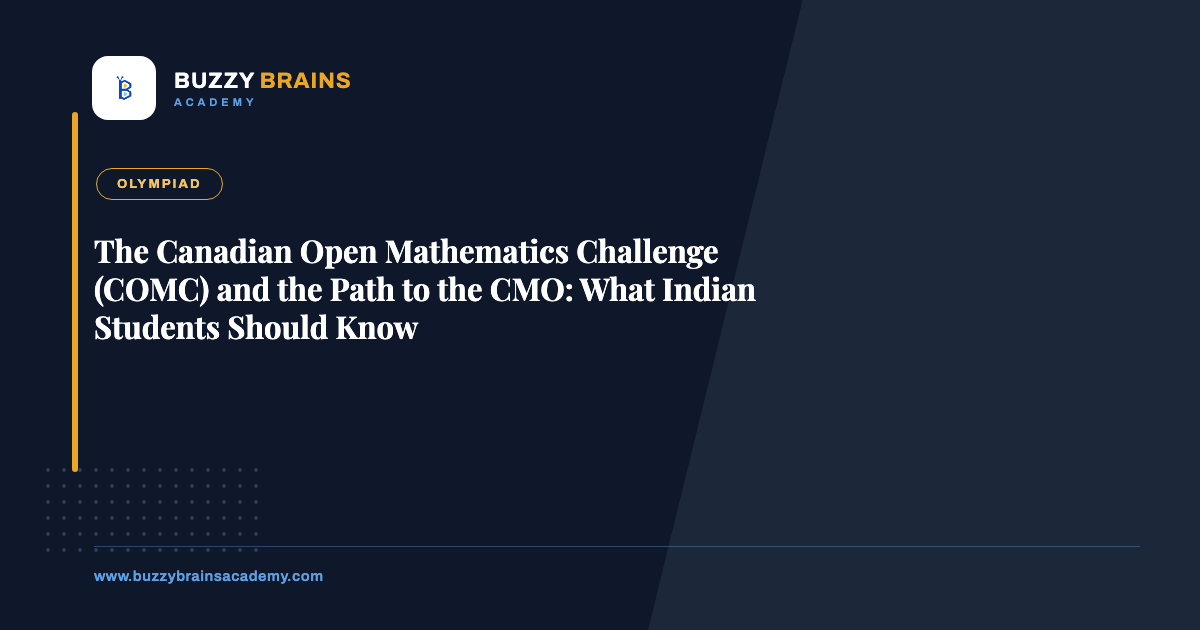 BUZZY BRAINS
ACADEMY
OLYMPIAD
The Canadian Open Mathematics Challenge
(COMC) and the Path to the CMO: What Indian
Students Should Know
www.buzzybrainsacademy.com